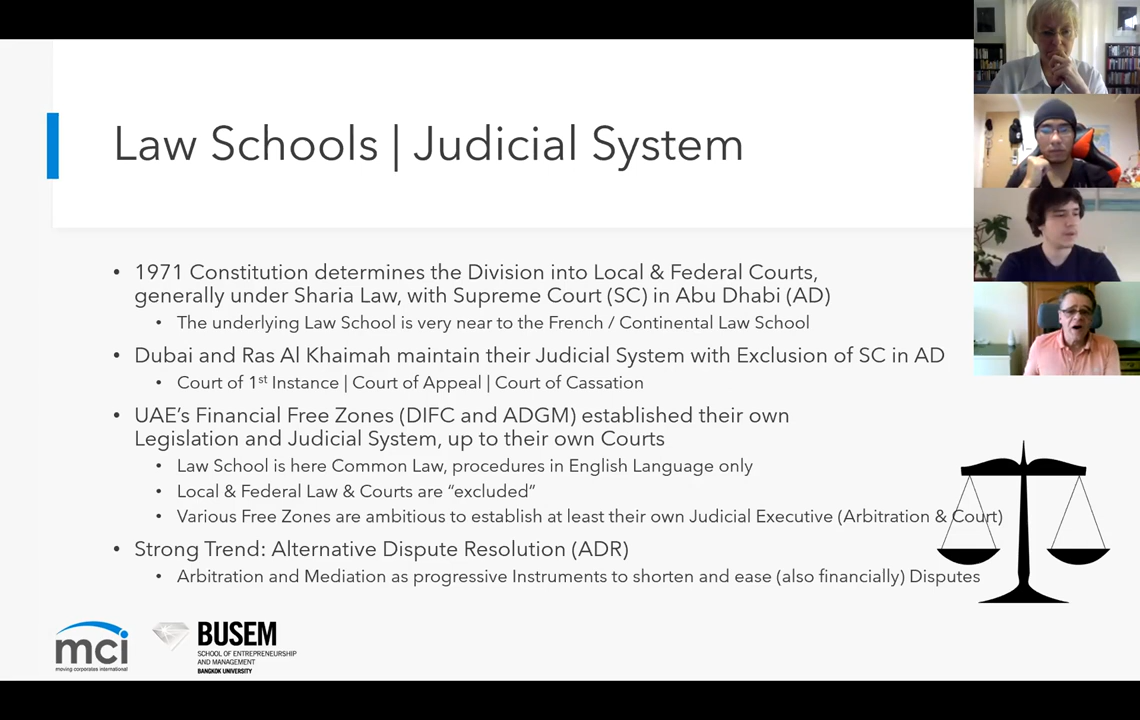 Law Schools | Judicial System
• 1971 Constitution determines the Division into Local & Federal Courts,
generally under Sharia Law, with Supreme Court (SC) in Abu Dhabi (AD)
• The underlying Law School is very near to the French / Continental Law School
• Dubai and Ras Al Khaimah maintain their Judicial System with Exclusion of SC in AD
• Court of 1st Instance | Court of Appeal | Court of Cassation
• UAE's Financial Free Zones (DIFC and ADGM) established their own
Legislation and Judicial System, up to their own Courts
• Law School is here Common Law, procedures in English Language only
• Local & Federal Law & Courts are “excluded”
• Various Free Zones are ambitious to establish at least their own Judicial Executive (Arbitration & Court)
• Strong Trend: Alternative Dispute Resolution (ADR)
• Arbitration and Mediation as progressive Instruments to shorten and ease (also financially) Disputes
mci
moving corporates international
BUSEM
SCHOOL OF ENTREPRENEURSHIP
AND MANAGEMENT
BANGKOK UNIVERSITY